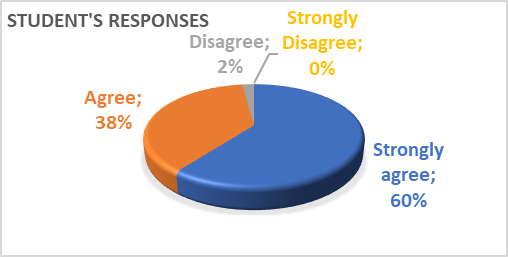 STUDENT'S RESPONSES
Strongly
Disagree;
0%
Disagree;
2%
Agree;
38%
Strongly
agree;
60%